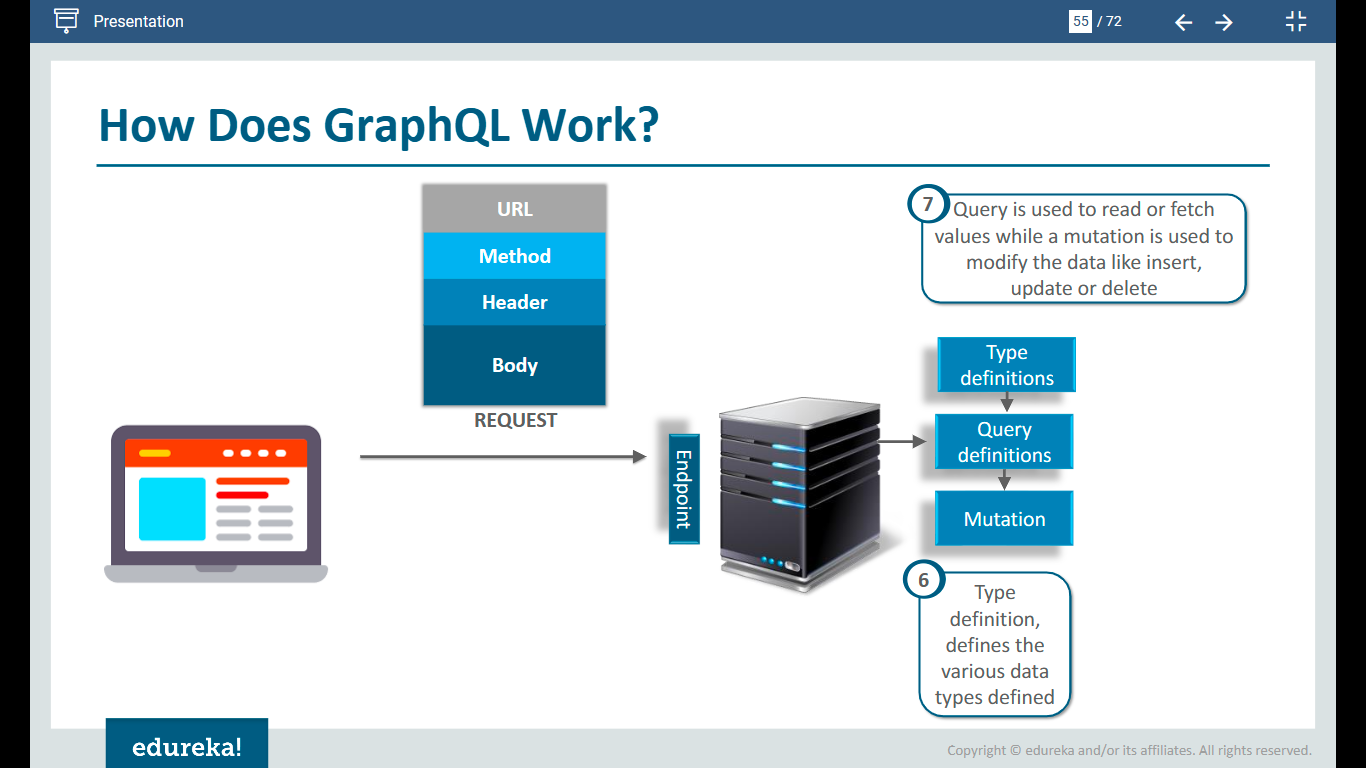 Presentation
55 / 72
How Does GraphQL Work?
URL
Method
Header
Body
REQUEST
Endpoint
7
Query is used to read or fetch
values while a mutation is used to
modify the data like insert,
update or delete
Type
definitions
Query
definitions
Mutation
6
Type
definition,
defines the
various data
types defined
edureka!
Copyright © edureka and/or its affiliates. All rights reserved.